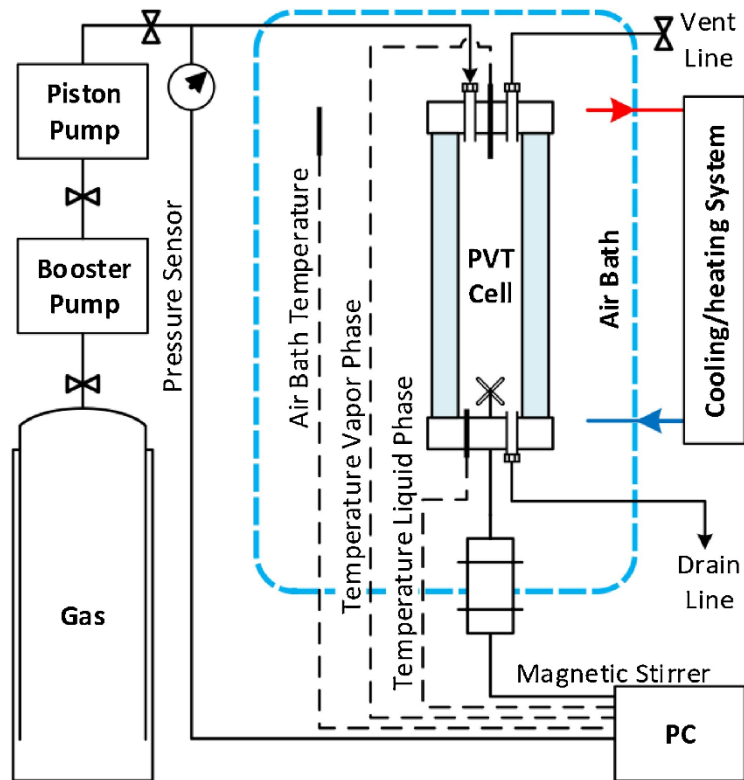 Vent
Line
Piston
Pump
Booster
Pump
Pressure Sensor
Air Bath Temperature
Temperature Vapor Phase
Temperature Liquid Phase
PVT
Cell
Air Bath
Cooling/heating System
Gas
Drain
Line
Magnetic Stirrer
PC